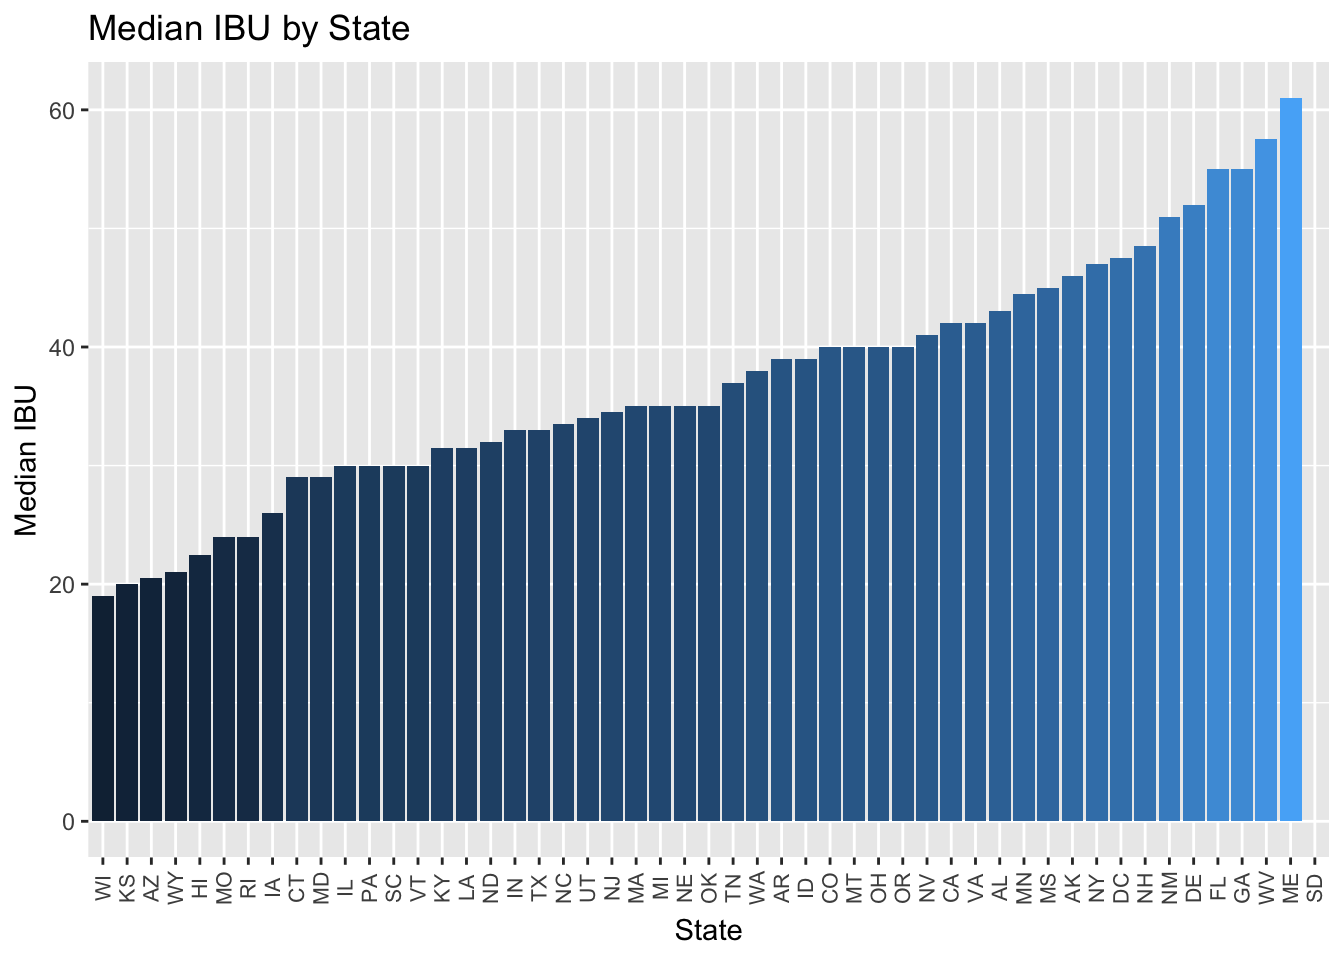 Median IBU by State
60
40
20
0
Median IBU
WI KS AZ WY HI MO RI IA CT MD IL PA SC VT KY LA ND IN TX NC UT NJ MA MI NE OK TN WA AR ID CO MT OH OR NV CA VA AL MN MS AK NY DC NH NM DE FL GA WV ME SD
State